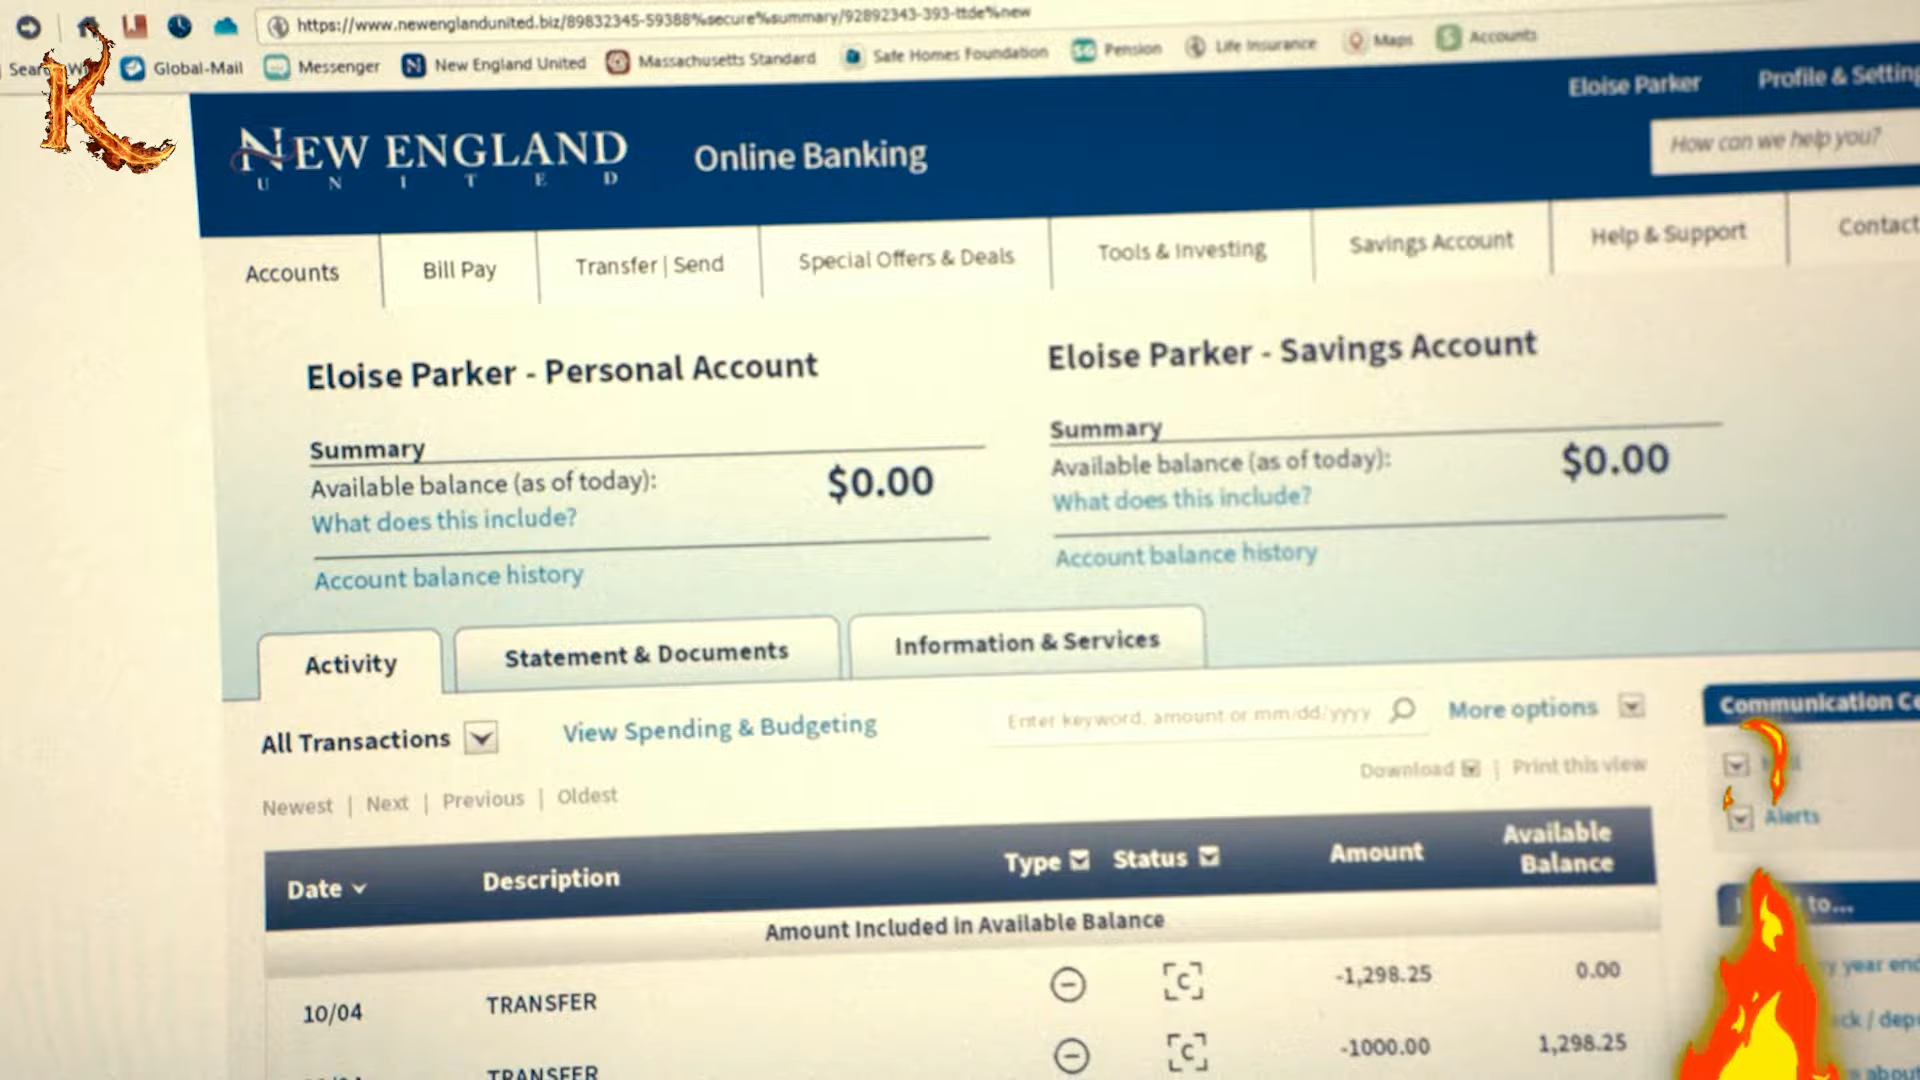 https://www.newenglandunited.biz/89832345-59388%secure%summary/92892343-393-ttde%new
Global-Mail Messenger New England United Massachusetts Standard Safe Homes Foundation Pension Life Insurance Maps Accounts
K
Eloise Parker Profile & Setting
NEW ENGLAND
UNITED
Online Banking
How can we help you?
Accounts Bill Pay Transfer | Send Special Offers & Deals Tools & Investing Savings Account Help & Support Contact
Eloise Parker - Personal Account
Summary
Available balance (as of today): $0.00
What does this include?
Account balance history
Eloise Parker - Savings Account
Summary
Available balance (as of today): $0.00
What does this include?
Account balance history
Activity Statement & Documents Information & Services
All Transactions View Spending & Budgeting Enter keyword, amount or mm/dd/yyyy More options
Download | Print this view
Newest | Next | Previous | Oldest
Date Description Type Status Amount Available Balance
Amount Included in Available Balance
10/04 TRANSFER C -1,298.25 0.00
TRANSFER C -1000.00 1,298.25
Communication Ce
Alerts
to...
year end